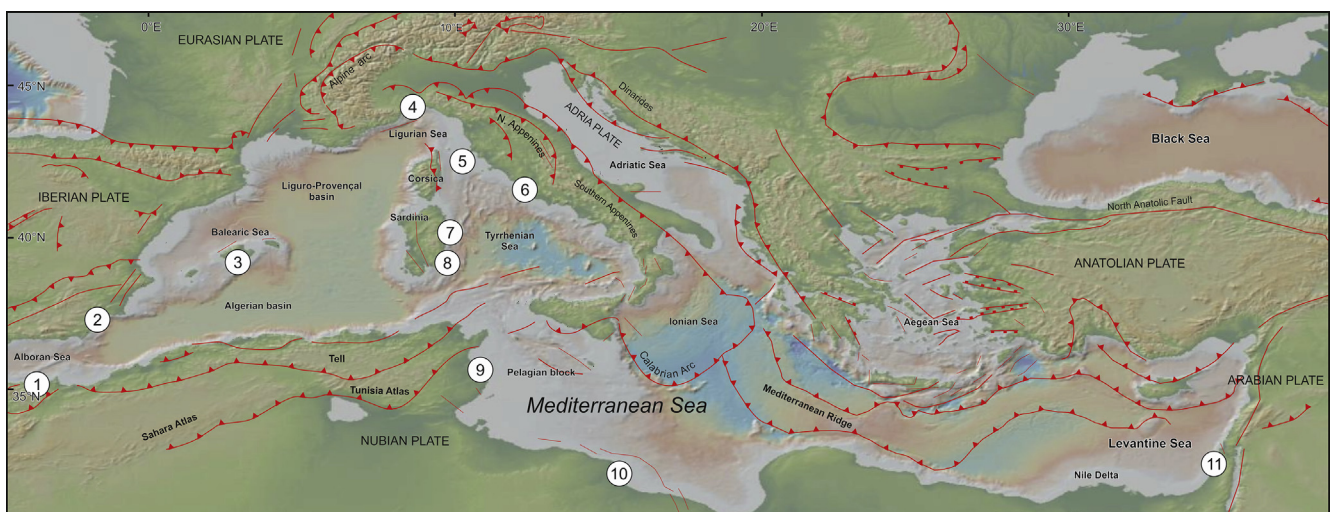 0°E
10°E
20°E
30°E
EURASIAN PLATE
45°N
Alpine arc
4
Ligurian Sea
N. Appenines
ADRIA PLATE
Dinarides
Adriatic Sea
Black Sea
5
Corsica
6
Southern Appenines
Liguro-Provençal
basin
IBERIAN PLATE
North Anatolic Fault
Sardinia
7
Tyrrhenian
Sea
40°N
Balearic Sea
3
8
ANATOLIAN PLATE
Algerian basin
2
Ionian Sea
Aegean Sea
Alboran Sea
Tell
Calabrian Arc
1
35°N
9
Pelagian block
Tunisia Atlas
Mediterranean Ridge
ARABIAN PLATE
Mediterranean Sea
Sahara Atlas
NUBIAN PLATE
Levantine Sea
10
Nile Delta
11